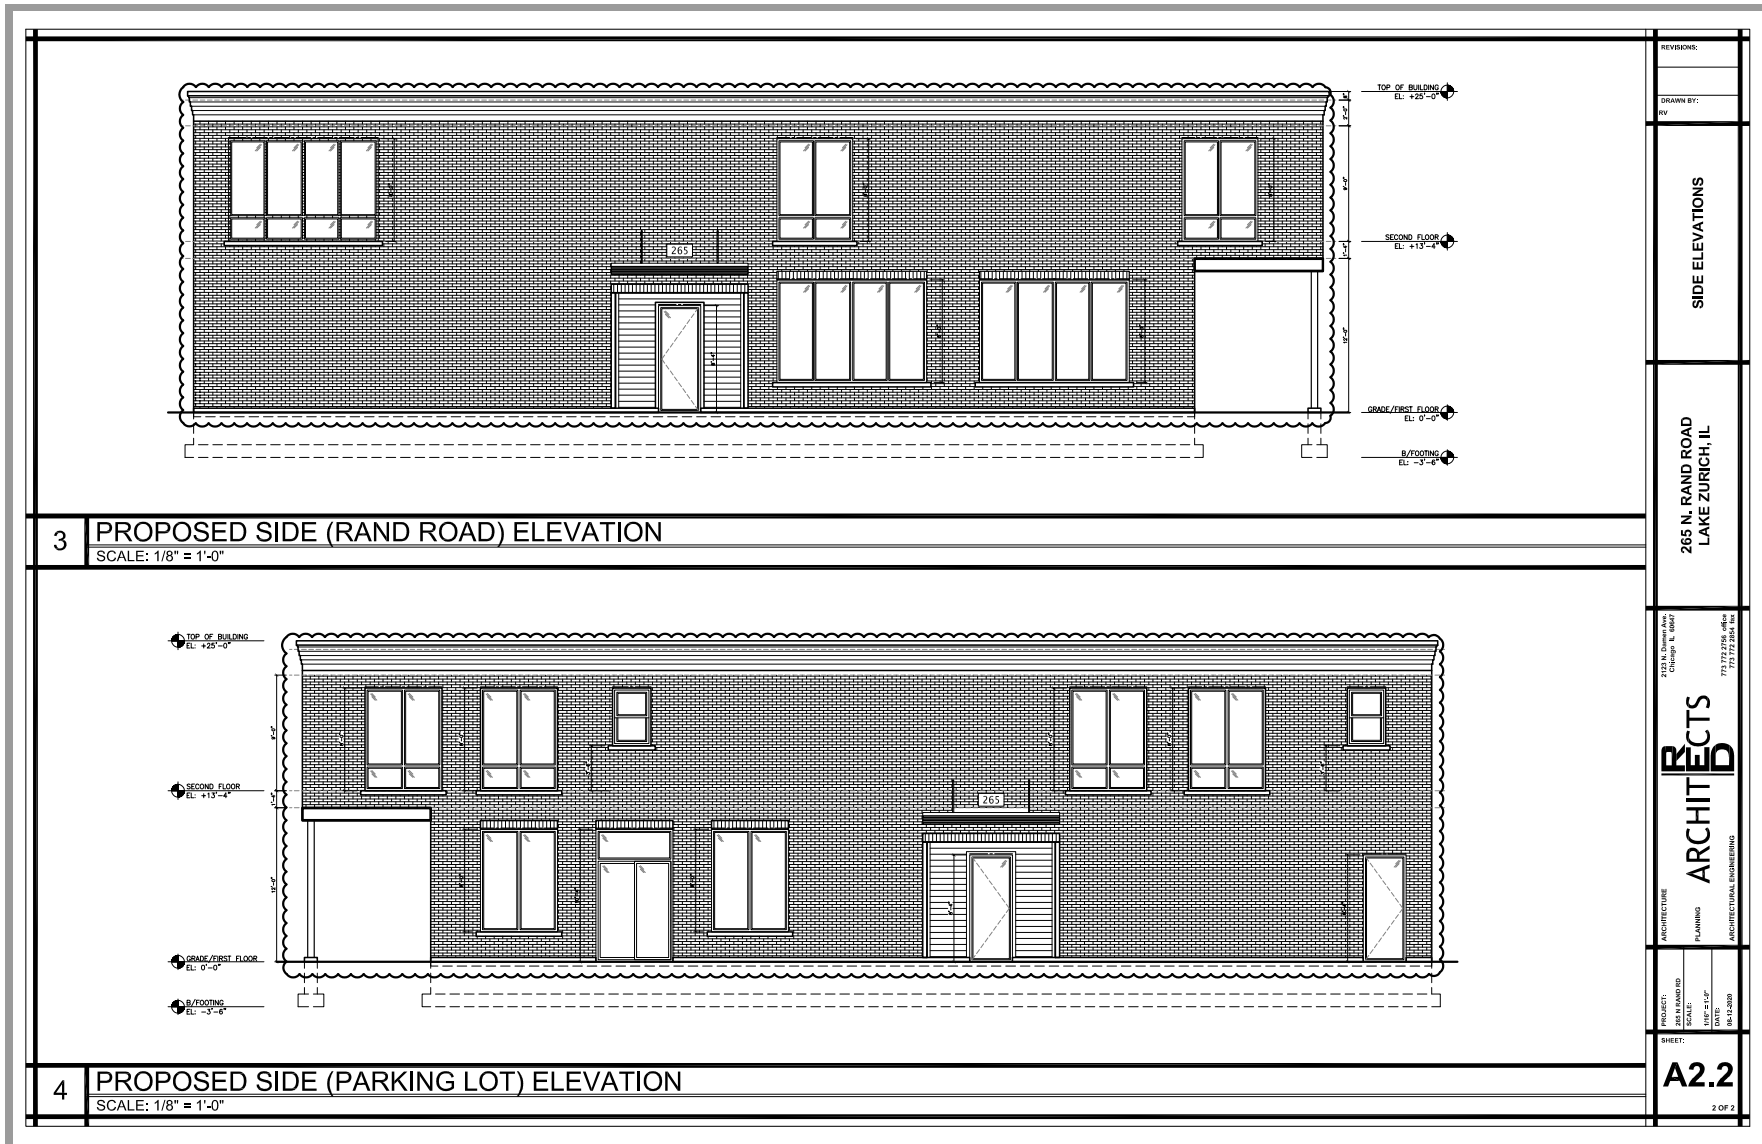 TOP OF BUILDING
EL: +25'-0"
SECOND FLOOR
EL: +13'-4"
GRADE/FIRST FLOOR
EL: 0'-0"
B/FOOTING
EL: -3'-6"
265
3
PROPOSED SIDE (RAND ROAD) ELEVATION
SCALE: 1/8" = 1'-0"
TOP OF BUILDING
EL: +25'-0"
SECOND FLOOR
EL: +13'-4"
GRADE/FIRST FLOOR
EL: 0'-0"
B/FOOTING
EL: -3'-6"
265
4
PROPOSED SIDE (PARKING LOT) ELEVATION
SCALE: 1/8" = 1'-0"
REVISIONS:
DRAWN BY:
RV
SIDE ELEVATIONS
265 N. RAND ROAD
LAKE ZURICH, IL
2123 N. Damen Ave.
Chicago IL 60647
773 772 2756 office
773 772 2854 fax
RED
ARCHITECTS
ARCHITECTURE
PLANNING
ARCHITECTURAL ENGINEERING
PROJECT:
265 N RAND RD
SCALE:
1/16" = 1'-0"
DATE:
08-12-2020
SHEET:
A2.2
2 OF 2